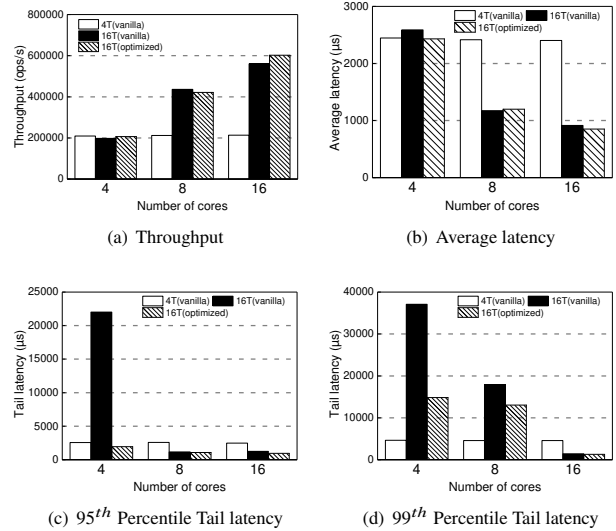 4T(vanilla)
16T(vanilla)
16T(optimized)
Throughput (ops/s)
800000
600000
400000
200000
0
4 8 16
Number of cores
(a) Throughput
4T(vanilla) 16T(vanilla)
16T(optimized)
Average latency (μs)
3000
2000
1000
0
4 8 16
Number of cores
(b) Average latency
4T(vanilla) 16T(vanilla)
16T(optimized)
Tail latency (μs)
25000
20000
15000
10000
5000
0
4 8 16
Number of cores
(c) 95th Percentile Tail latency
4T(vanilla) 16T(vanilla)
16T(optimized)
Tail latency (μs)
40000
30000
20000
10000
0
4 8 16
Number of cores
(d) 99th Percentile Tail latency